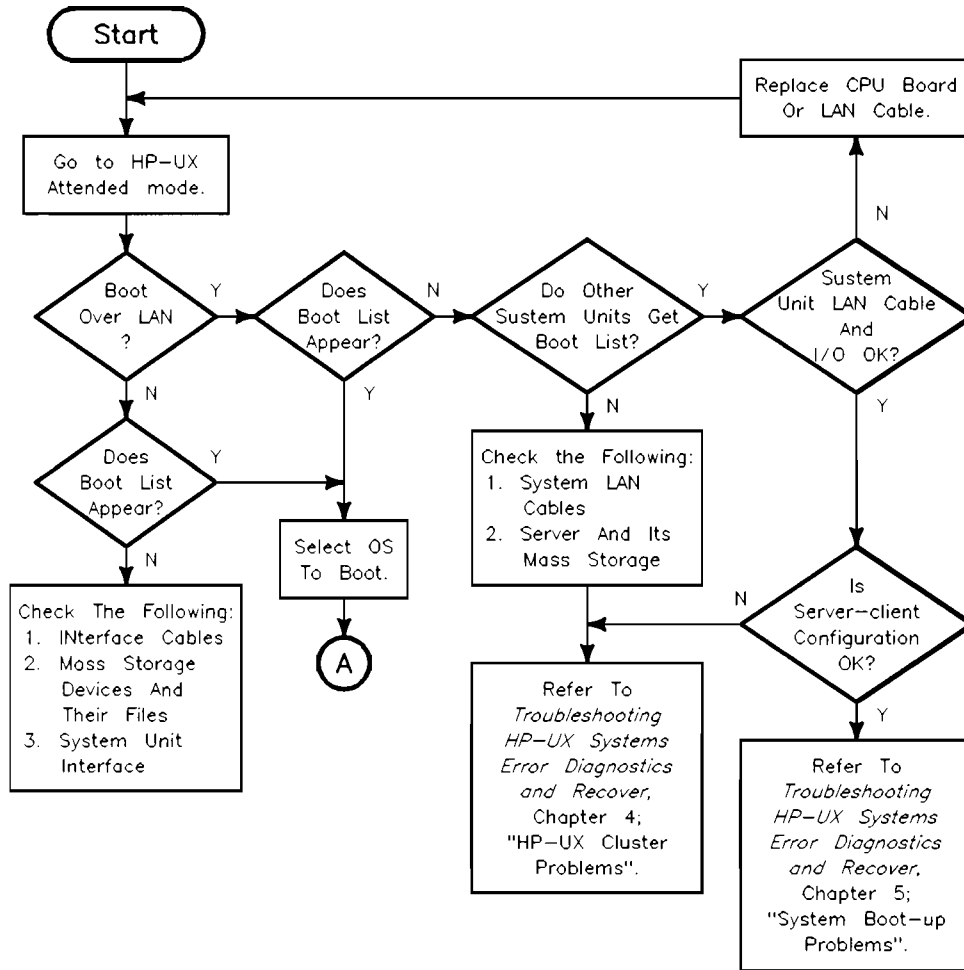 Start
Replace CPU Board
Or LAN Cable.
Go to HP-UX
Attended mode.
N
Boot
Over LAN
?
Y
Does
Boot List
Appear?
N
Do Other
System Units Get
Boot List?
Y
Sustem
Unit LAN Cable
And
I/O OK?
N
Y
N
Y
Does
Boot List
Appear?
Y
Check the Following:
1. System LAN
Cables
2. Server And Its
Mass Storage
Select OS
To Boot.
N
Is
Server-client
Configuration
OK?
N
Check The Following:
1. INterface Cables
2. Mass Storage
Devices And
Their Files
3. System Unit
Interface
A
Refer To
Troubleshooting
HP-UX Systems
Error Diagnostics
and Recover,
Chapter 4;
"HP-UX Cluster
Problems".
Y
Refer To
Troubleshooting
HP-UX Systems
Error Diagnostics
and Recover,
Chapter 5;
"System Boot-up
Problems".